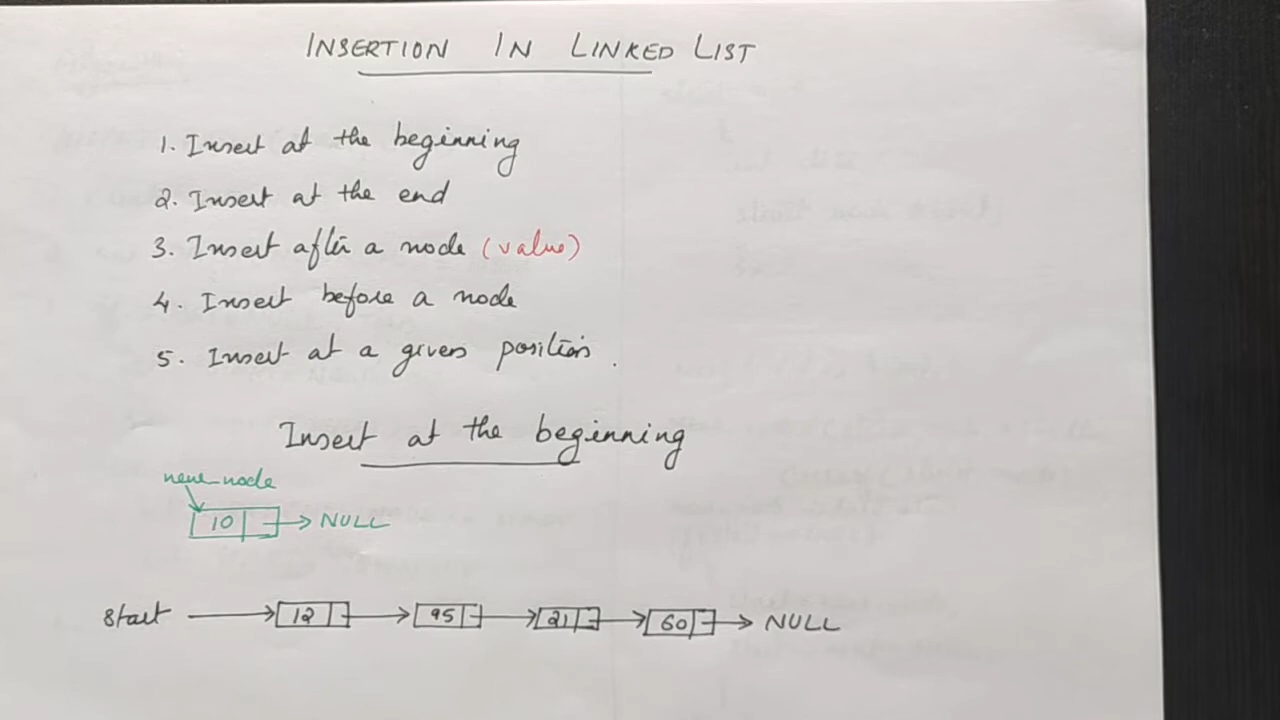 INSERTION IN LINKED LIST
1. Insert at the beginning
2. Insert at the end
3. Insert after a node (value)
4. Insert before a node
5. Insert at a given position.
Insert at the beginning
new_node
10 NULL
start 12 95 21 60 NULL